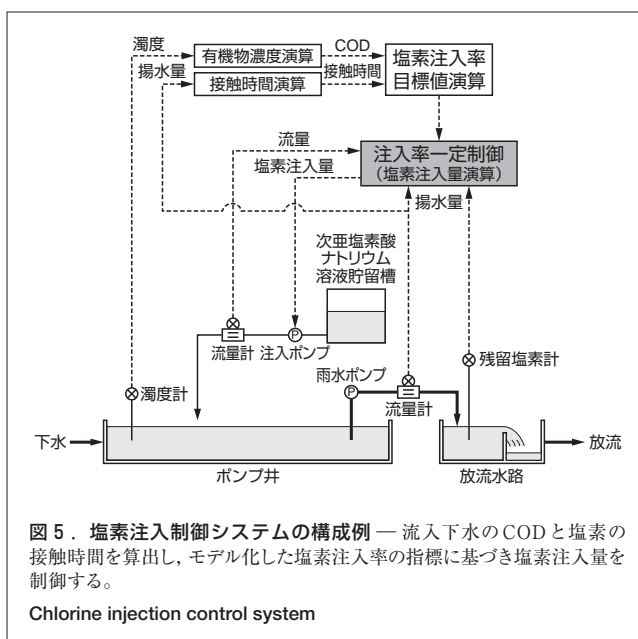 濁度
有機物濃度演算
COD
揚水量
接触時間演算
接触時間
塩素注入率
目標値演算
流量
塩素注入量
注入率一定制御
(塩素注入量演算)
揚水量
次亜塩素酸
ナトリウム
溶液貯留槽
P
流量計
注入ポンプ
雨水ポンプ
P
残留塩素計
濁度計
流量計
下水
放流
ポンプ井
放流水路
図5.塩素注入制御システムの構成例 — 流入下水のCODと塩素の
接触時間を算出し,モデル化した塩素注入率の指標に基づき塩素注入量を
制御する。
Chlorine injection control system